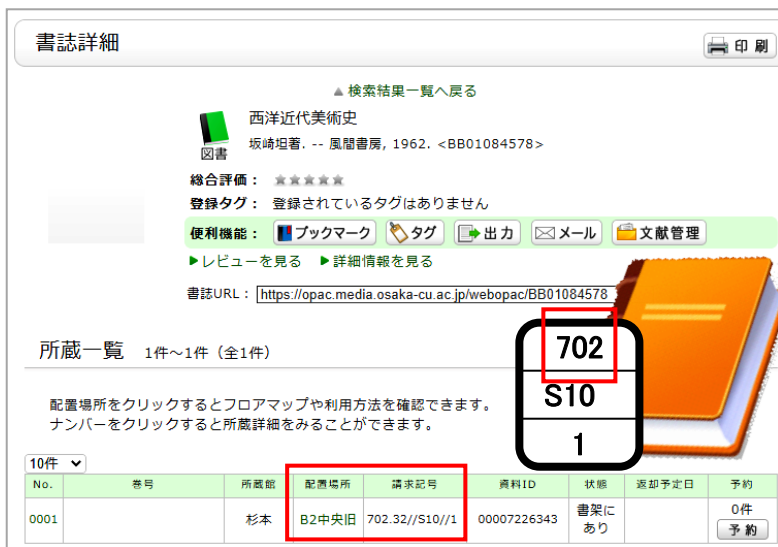 書誌詳細
印 刷
▲検索結果一覧へ戻る
西洋近代美術史
坂崎坦著. -- 風間書房, 1962. <BB01084578>
図書
総合評価： ★★★★★
登録タグ： 登録されているタグはありません
便利機能： ブックマーク タグ 出力 メール 文献管理
▶レビューを見る ▶詳細情報を見る
書誌URL： https://opac.media.osaka-cu.ac.jp/webopac/BB01084578
702
S10
1
所蔵一覧 1件～1件（全1件）
配置場所をクリックするとフロアマップや利用方法を確認できます。
ナンバーをクリックすると所蔵詳細をみることができます。
10件
No. 巻号 所蔵館 配置場所 請求記号 資料ID 状態 返却予定日 予約
0001 杉本 B2中央旧 702.32//S10//1 00007226343 書架にあり 0件
予約